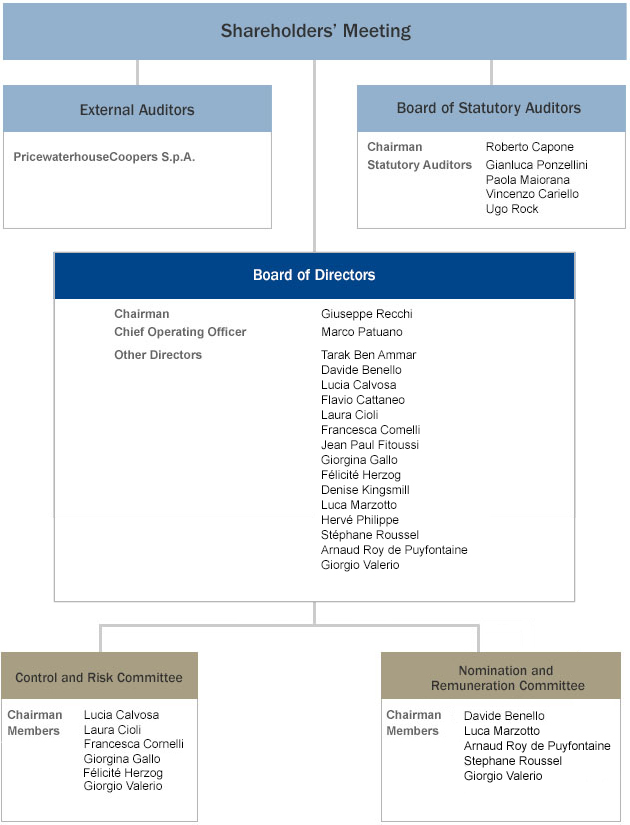 Shareholders’ Meeting
External Auditors
PricewaterhouseCoopers S.p.A.
Board of Statutory Auditors
Chairman Roberto Capone
Statutory Auditors Gianluca Ponzellini
Paola Maiorana
Vincenzo Cariello
Ugo Rock
Board of Directors
Chairman Giuseppe Recchi
Chief Operating Officer Marco Patuano
Other Directors Tarak Ben Ammar
Davide Benello
Lucia Calvosa
Flavio Cattaneo
Laura Cioli
Francesca Comelli
Jean Paul Fitoussi
Giorgina Gallo
Félicité Herzog
Denise Kingsmill
Luca Marzotto
Hervé Philippe
Stéphane Roussel
Arnaud Roy de Puyfontaine
Giorgio Valerio
Control and Risk Committee
Chairman Lucia Calvosa
Members Laura Cioli
Francesca Cornelli
Giorgina Gallo
Félicité Herzog
Giorgio Valerio
Nomination and
Remuneration Committee
Chairman Davide Benello
Members Luca Marzotto
Arnaud Roy de Puyfontaine
Stephane Roussel
Giorgio Valerio